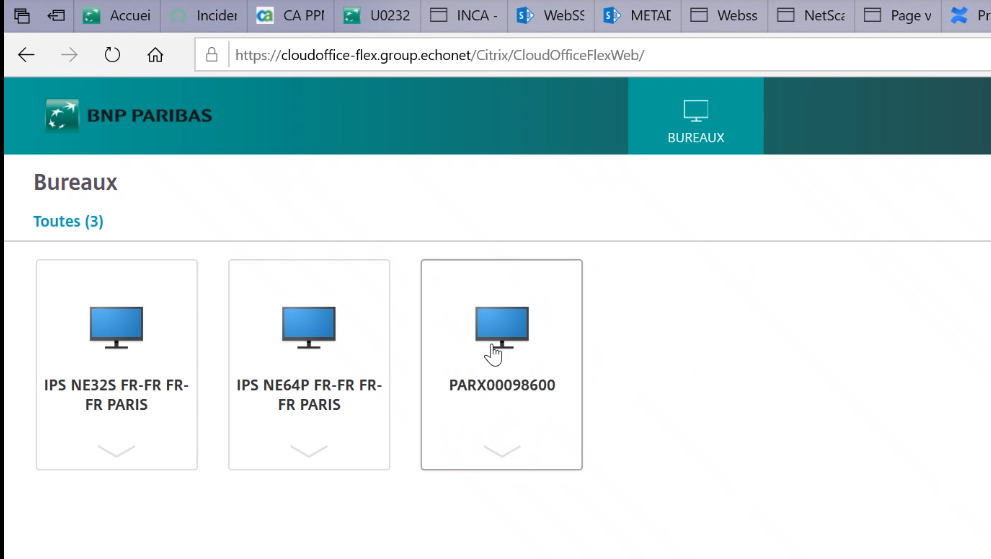 Accuei
Incider
CA PPI
U0232
INCA -
WebSS
METAD
Webss
NetSca
Page v
Pr
https://cloudoffice-flex.group.echonet/Citrix/CloudOfficeFlexWeb/
BNP PARIBAS
BUREAUX
Bureaux
Toutes (3)
IPS NE32S FR-FR FR-
FR PARIS
IPS NE64P FR-FR FR-
FR PARIS
PARX00098600